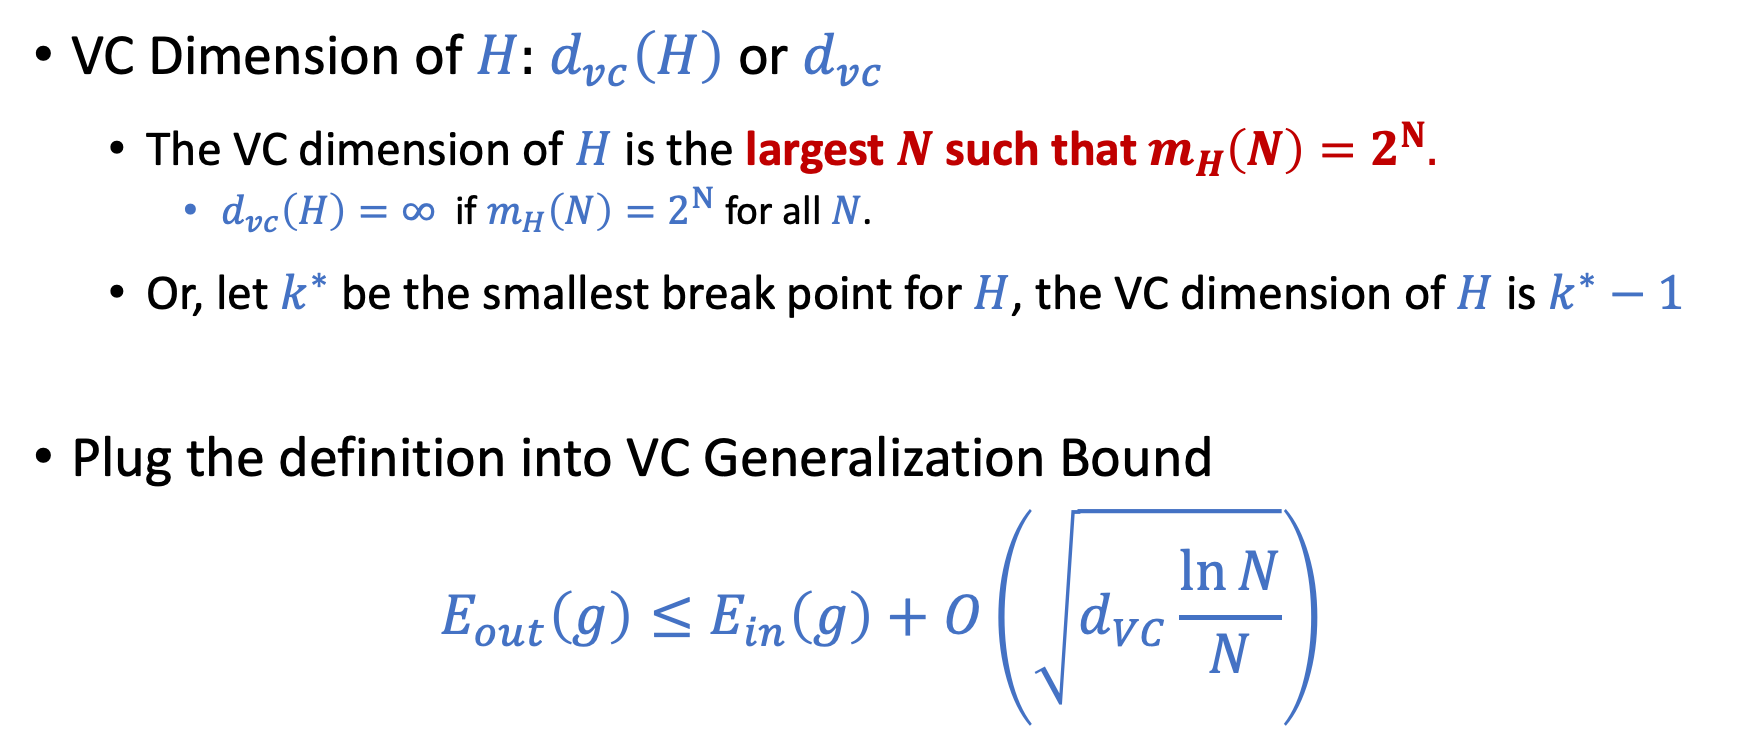 • VC Dimension of H: d_vc(H) or d_vc
• The VC dimension of H is the largest N such that m_H(N) = 2^N.
• d_vc(H) = ∞ if m_H(N) = 2^N for all N.
• Or, let k* be the smallest break point for H, the VC dimension of H is k* − 1
• Plug the definition into VC Generalization Bound
E_out(g) ≤ E_in(g) + O(√(d_VC (ln N)/N))